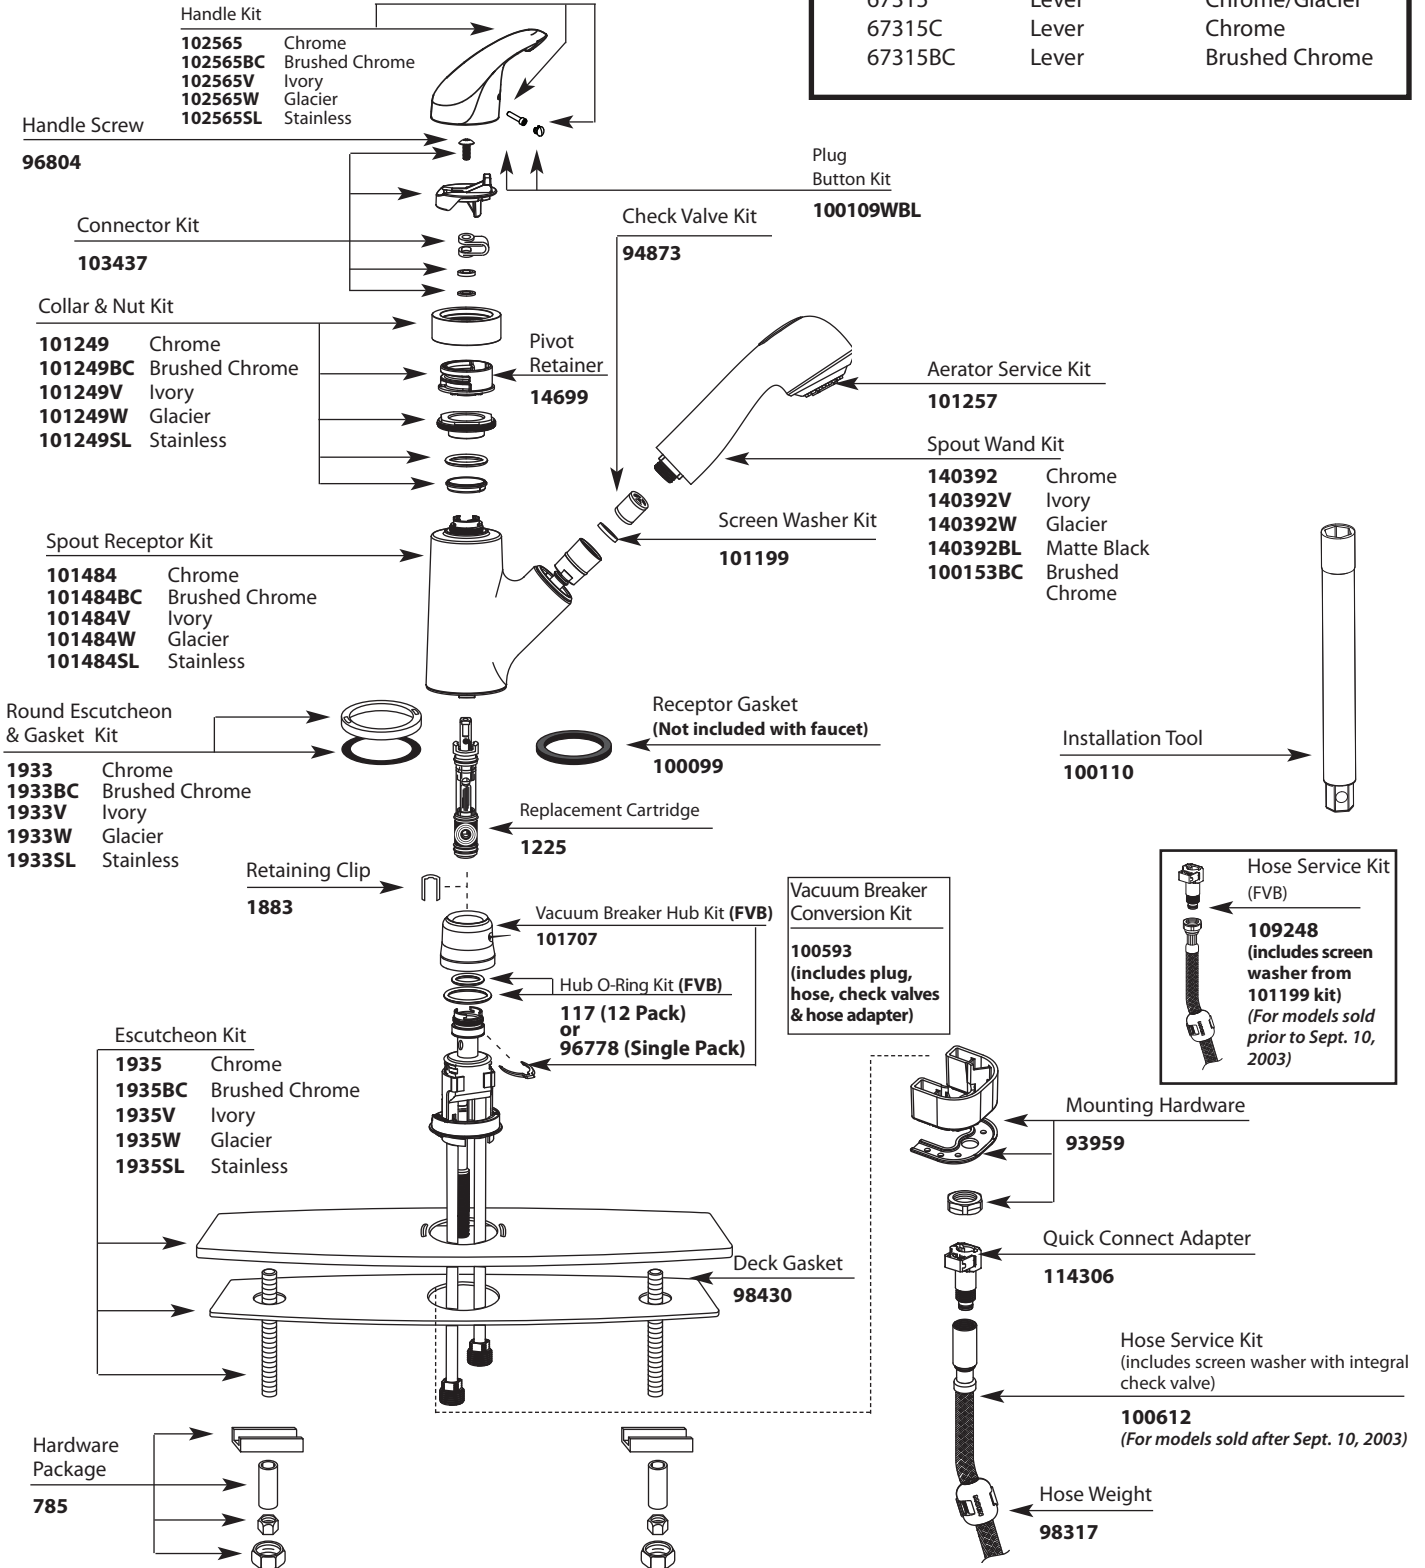 67315 Lever Chrome/Glacier
67315C Lever Chrome
67315BC Lever Brushed Chrome
Handle Kit
102565 Chrome
102565BC Brushed Chrome
102565V Ivory
102565W Glacier
102565SL Stainless
Handle Screw
96804
Plug
Button Kit
100109WBL
Connector Kit
103437
Check Valve Kit
94873
Collar & Nut Kit
101249 Chrome
101249BC Brushed Chrome
101249V Ivory
101249W Glacier
101249SL Stainless
Pivot
Retainer
14699
Aerator Service Kit
101257
Spout Wand Kit
140392 Chrome
140392V Ivory
140392W Glacier
140392BL Matte Black
100153BC Brushed
Chrome
Screen Washer Kit
101199
Spout Receptor Kit
101484 Chrome
101484BC Brushed Chrome
101484V Ivory
101484W Glacier
101484SL Stainless
Round Escutcheon
& Gasket Kit
1933 Chrome
1933BC Brushed Chrome
1933V Ivory
1933W Glacier
1933SL Stainless
Receptor Gasket
(Not included with faucet)
100099
Installation Tool
100110
Replacement Cartridge
1225
Retaining Clip
1883
Vacuum Breaker Hub Kit (FVB)
101707
Hub O-Ring Kit (FVB)
117 (12 Pack)
or
96778 (Single Pack)
Vacuum Breaker
Conversion Kit
100593
(includes plug,
hose, check valves
& hose adapter)
Hose Service Kit
(FVB)
109248
(includes screen
washer from
101199 kit)
(For models sold
prior to Sept. 10,
2003)
Escutcheon Kit
1935 Chrome
1935BC Brushed Chrome
1935V Ivory
1935W Glacier
1935SL Stainless
Mounting Hardware
93959
Quick Connect Adapter
114306
Deck Gasket
98430
Hose Service Kit
(includes screen washer with integral
check valve)
100612
(For models sold after Sept. 10, 2003)
Hardware
Package
785
Hose Weight
98317